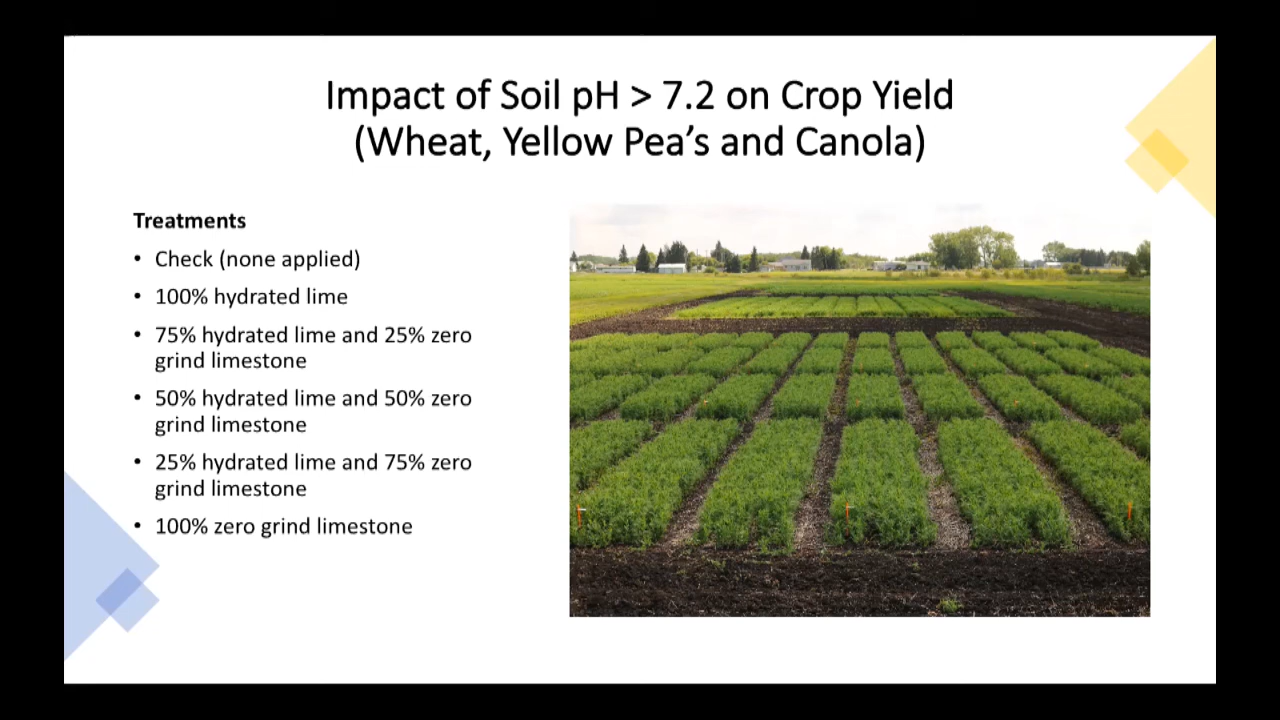 Impact of Soil pH > 7.2 on Crop Yield
(Wheat, Yellow Pea’s and Canola)
Treatments
• Check (none applied)
• 100% hydrated lime
• 75% hydrated lime and 25% zero
grind limestone
• 50% hydrated lime and 50% zero
grind limestone
• 25% hydrated lime and 75% zero
grind limestone
• 100% zero grind limestone